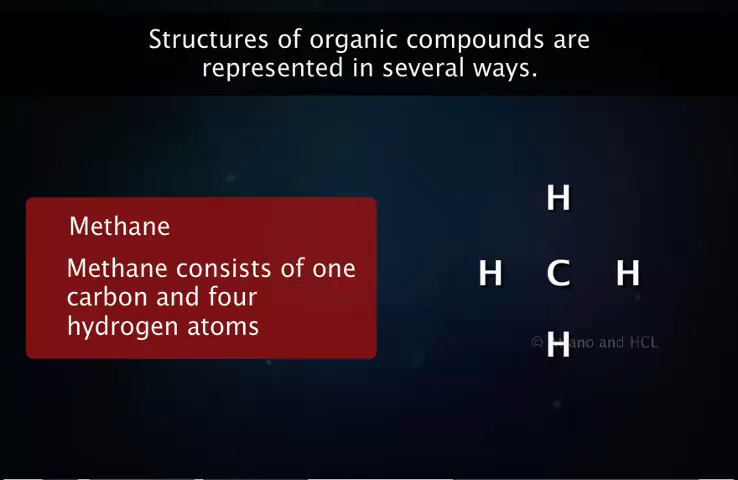 Structures of organic compounds are
represented in several ways.
Methane
Methane consists of one
carbon and four
hydrogen atoms
H
H C H
H
© and HCL